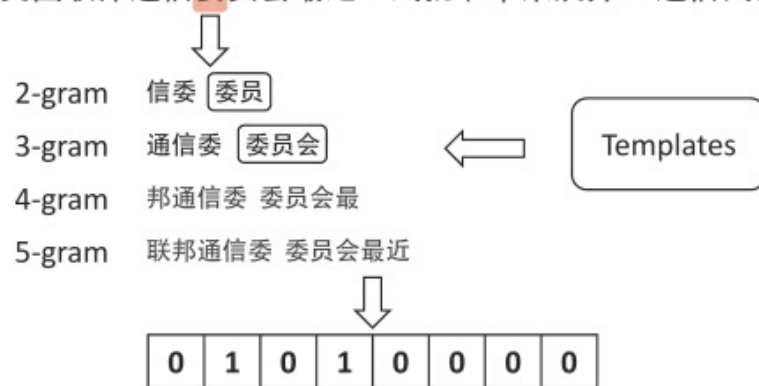 2-gram 信委 委员
3-gram 通信委 委员会
Templates
4-gram 邦通信委 委员会最
5-gram 联邦通信委 委员会最近
0 1 0 1 0 0 0 0